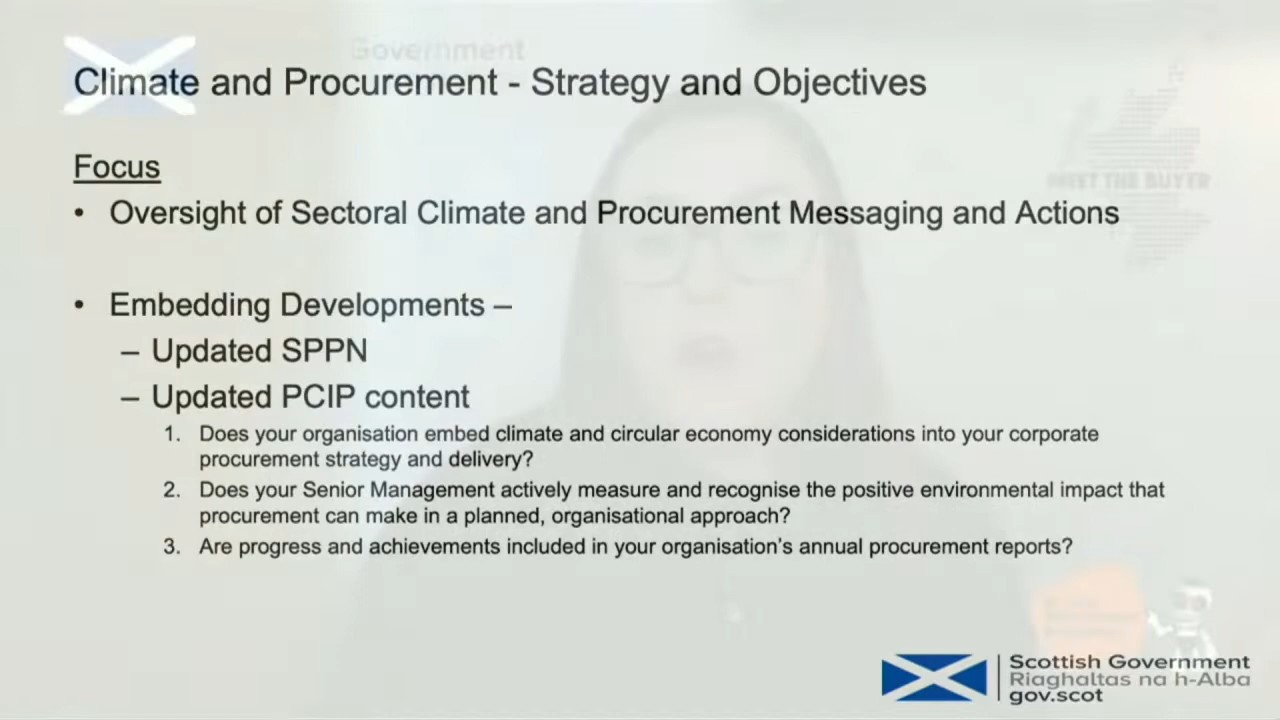 Government
Climate and Procurement - Strategy and Objectives
Focus
• Oversight of Sectoral Climate and Procurement Messaging and Actions
MEET THE BUYER
• Embedding Developments –
– Updated SPPN
– Updated PCIP content
1. Does your organisation embed climate and circular economy considerations into your corporate
procurement strategy and delivery?
2. Does your Senior Management actively measure and recognise the positive environmental impact that
procurement can make in a planned, organisational approach?
3. Are progress and achievements included in your organisation's annual procurement reports?
Scottish Government
Riaghaltas na h-Alba
gov.scot